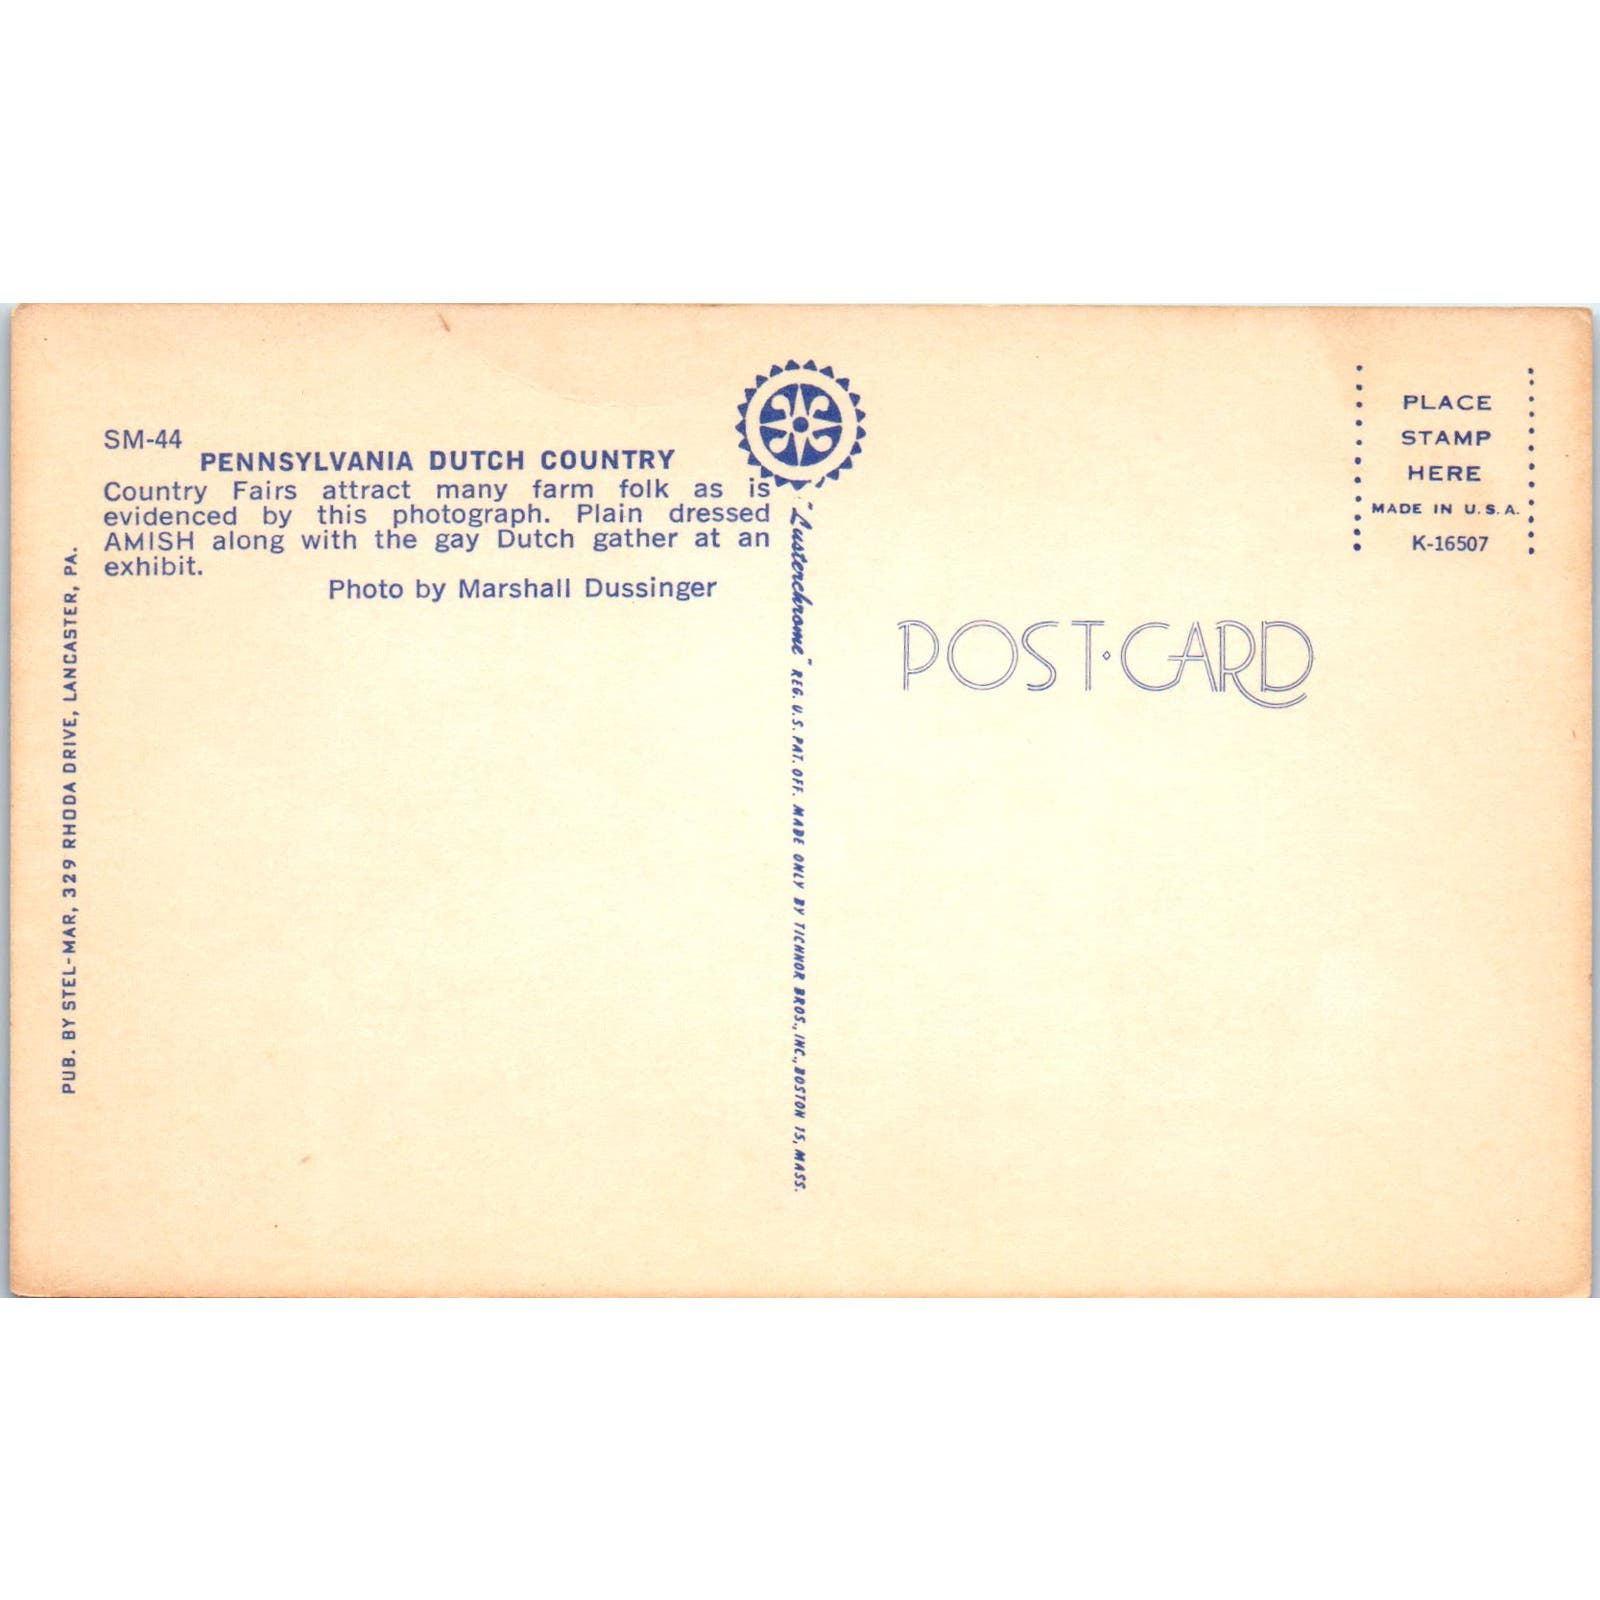 SM-44
PENNSYLVANIA DUTCH COUNTRY
Country Fairs attract many farm folk as is
evidenced by this photograph. Plain dressed
AMISH along with the gay Dutch gather at an
exhibit.
Photo by Marshall Dussinger
PUB. BY STEL-MAR, 329 RHODA DRIVE, LANCASTER, PA.
"Lusterchrome" REG. U.S. PAT. OFF. MADE ONLY BY TICHNOR BROS., INC., BOSTON 15, MASS.
PLACE
STAMP
HERE
MADE IN U.S.A.
K-16507
POST·CARD